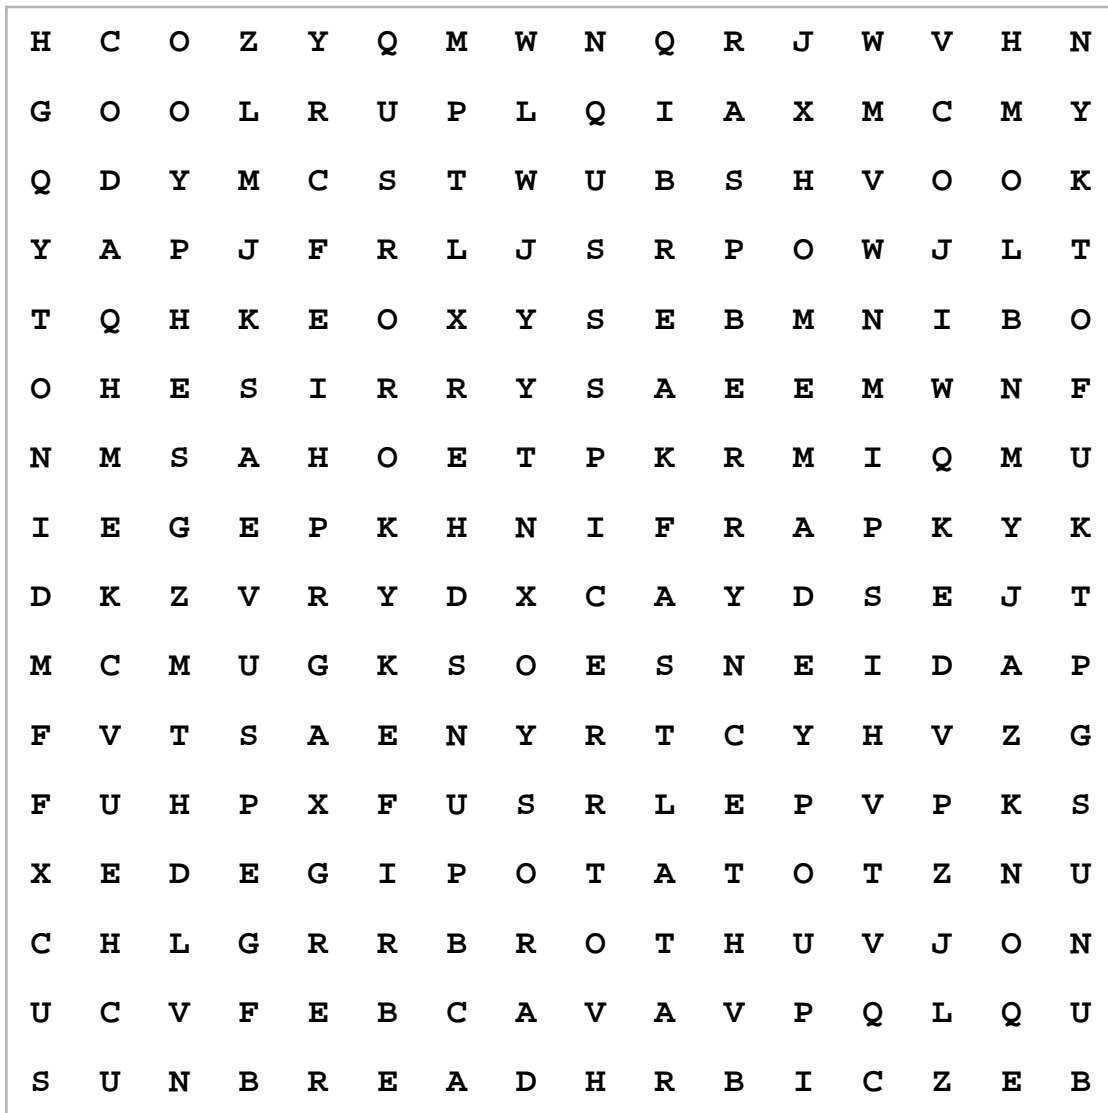 H C O Z Y Q M W N Q R J W V H N
G O O L R U P L Q I A X M C M Y
Q D Y M C S T W U B S H V O O K
Y A P J F R L J S R P O W J L T
T Q H K E O X Y S E B M N I B O
O H E S I R R Y S A E E M W N F
N M S A H O E T P K R M I Q M U
I E G E P K H N I F R A P K Y K
D K Z V R Y D X C A Y D S E J T
M C M U G K S O E S N E I D A P
F V T S A E N Y R T C Y H V Z G
F U H P X F U S R L E P V P K S
X E D E G I P O T A T O T Z N U
C H L G R R B R O T H U V J O N
U C V F E B C A V A V P Q L Q U
S U N B R E A D H R B I C Z E B